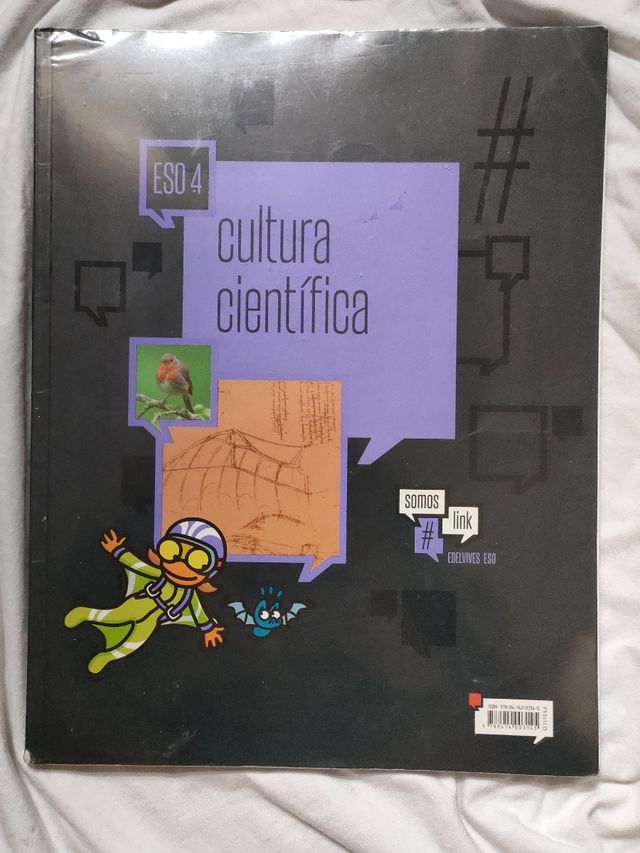 ESO 4
cultura
científica
somos
link
#
EDELVIVES ESO
#